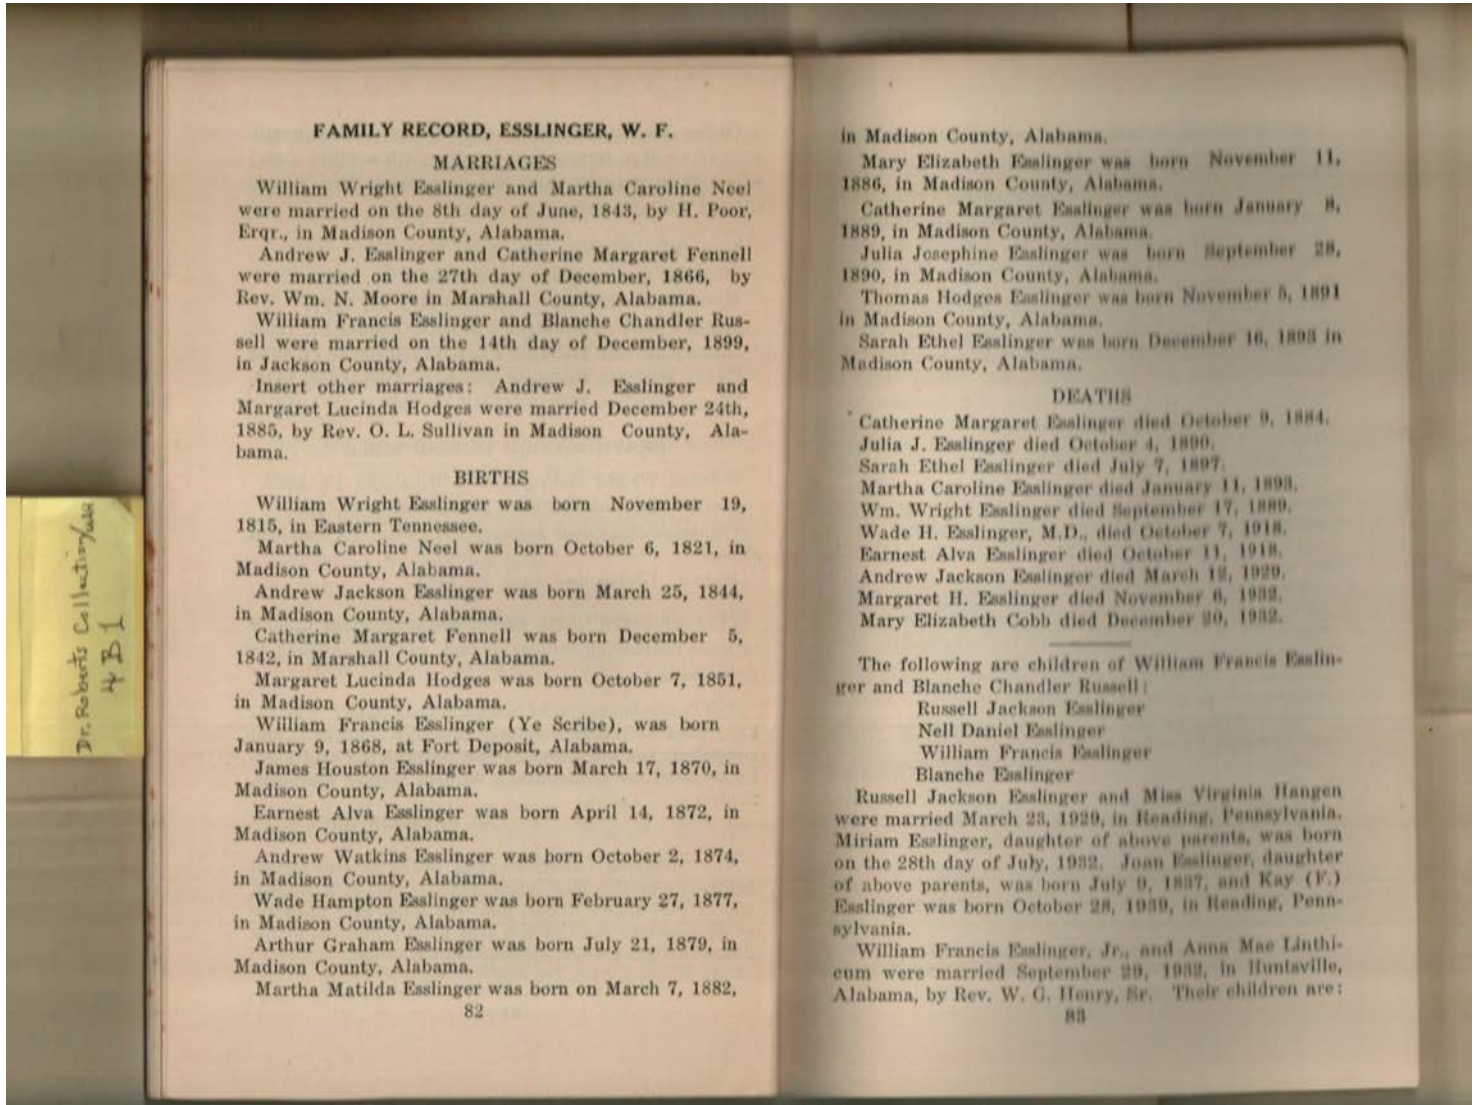 FAMILY RECORD, ESSLINGER, W. F.
MARRIAGES
William Wright Esslinger and Martha Caroline Neel
were married on the 8th day of June, 1843, by H. Poor,
Erqr., in Madison County, Alabama.
Andrew J. Esslinger and Catherine Margaret Fennell
were married on the 27th day of December, 1866, by
Rev. Wm. N. Moore in Marshall County, Alabama.
William Francis Esslinger and Blanche Chandler Rus-
sell were married on the 14th day of December, 1899,
in Jackson County, Alabama.
Insert other marriages: Andrew J. Esslinger and
Margaret Lucinda Hodges were married December 24th,
1885, by Rev. O. L. Sullivan in Madison County, Ala-
bama.
BIRTHS
William Wright Esslinger was born November 19,
1815, in Eastern Tennessee.
Martha Caroline Neel was born October 6, 1821, in
Madison County, Alabama.
Andrew Jackson Esslinger was born March 25, 1844,
in Madison County, Alabama.
Catherine Margaret Fennell was born December 5,
1842, in Marshall County, Alabama.
Margaret Lucinda Hodges was born October 7, 1851,
in Madison County, Alabama.
William Francis Esslinger (Ye Scribe), was born
January 9, 1868, at Fort Deposit, Alabama.
James Houston Esslinger was born March 17, 1870, in
Madison County, Alabama.
Earnest Alva Esslinger was born April 14, 1872, in
Madison County, Alabama.
Andrew Watkins Esslinger was born October 2, 1874,
in Madison County, Alabama.
Wade Hampton Esslinger was born February 27, 1877,
in Madison County, Alabama.
Arthur Graham Esslinger was born July 21, 1879, in
Madison County, Alabama.
Martha Matilda Esslinger was born on March 7, 1882,
82
in Madison County, Alabama.
Mary Elizabeth Esslinger was born November 11,
1886, in Madison County, Alabama.
Catherine Margaret Esslinger was born January 8,
1889, in Madison County, Alabama.
Julia Josephine Esslinger was born September 28,
1890, in Madison County, Alabama.
Thomas Hodges Esslinger was born November 5, 1891
in Madison County, Alabama.
Sarah Ethel Esslinger was born December 16, 1893 in
Madison County, Alabama.
DEATHS
Catherine Margaret Esslinger died October 9, 1884.
Julia J. Esslinger died October 4, 1890.
Sarah Ethel Esslinger died July 7, 1897.
Martha Caroline Esslinger died January 11, 1893.
Wm. Wright Esslinger died September 17, 1889.
Wade H. Esslinger, M.D., died October 7, 1918.
Earnest Alva Esslinger died October 11, 1918.
Andrew Jackson Esslinger died March 12, 1929.
Margaret H. Esslinger died November 6, 1932.
Mary Elizabeth Cobb died December 20, 1932.
The following are children of William Francis Esslin-
ger and Blanche Chandler Russell:
Russell Jackson Esslinger
Nell Daniel Esslinger
William Francis Esslinger
Blanche Esslinger
Russell Jackson Esslinger and Miss Virginia Hangen
were married March 23, 1929, in Reading, Pennsylvania.
Miriam Esslinger, daughter of above parents, was born
on the 28th day of July, 1932. Joan Esslinger, daughter
of above parents, was born July 9, 1937, and Kay (F.)
Esslinger was born October 28, 1939, in Reading, Penn-
sylvania.
William Francis Esslinger, Jr., and Anna Mae Linthi-
cum were married September 29, 1932, in Huntsville,
Alabama, by Rev. W. G. Henry, Sr. Their children are:
83
Dr. Roberts Collection
4 B 1